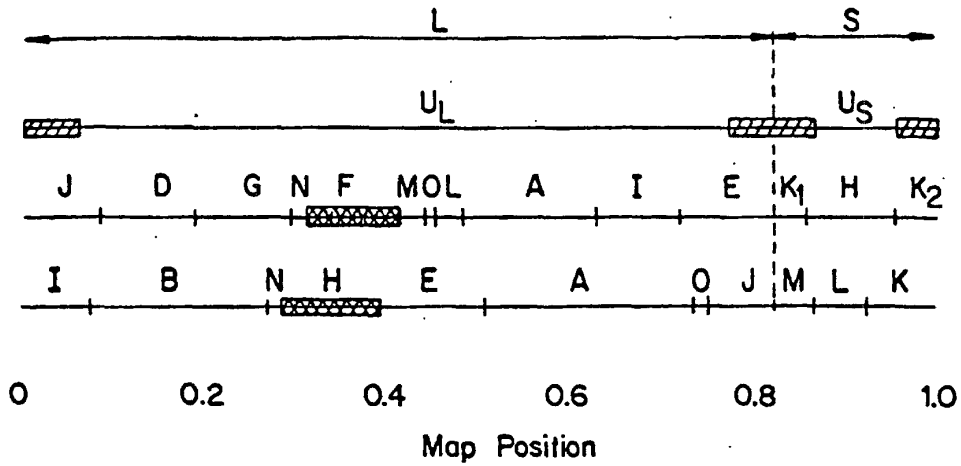 L S
U_L U_S
J D G N F M O L A I E K₁ H K₂
I B N H E A O J M L K
0 0.2 0.4 0.6 0.8 1.0
Map Position